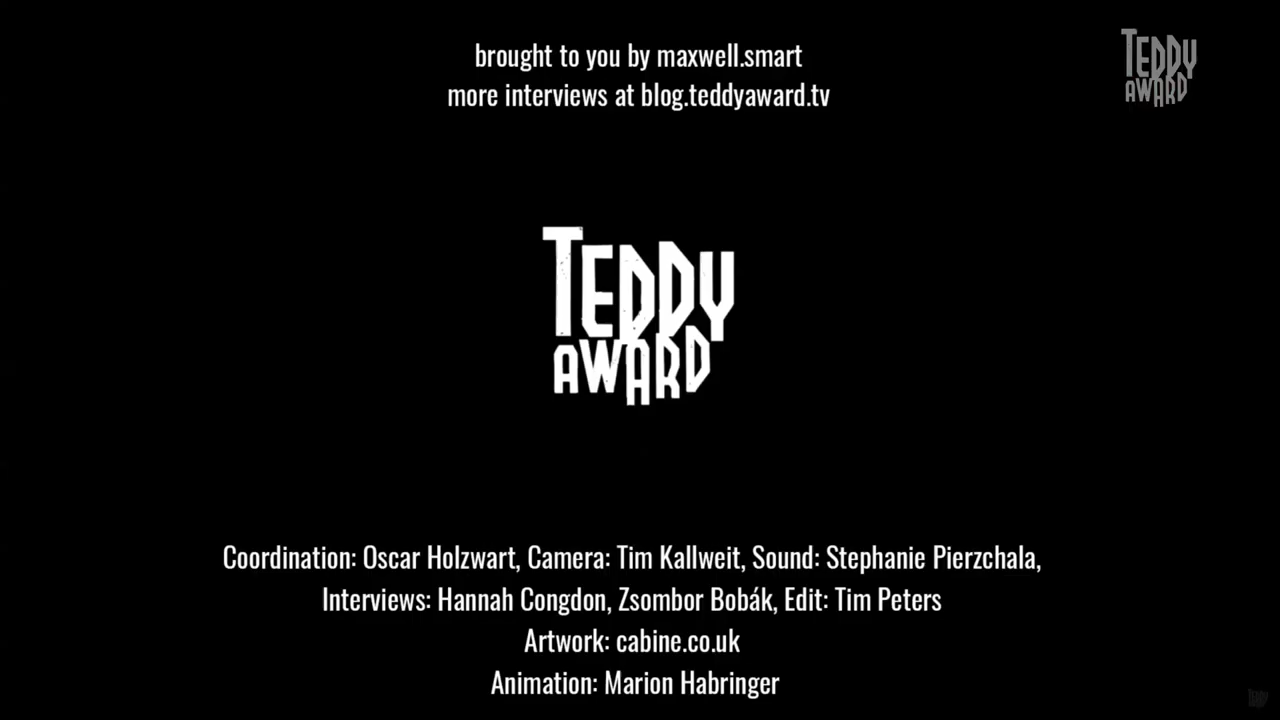 brought to you by maxwell.smart
more interviews at blog.teddyaward.tv
TEDDY
AWARD
TEDDY
AWARD
Coordination: Oscar Holzwart, Camera: Tim Kallweit, Sound: Stephanie Pierzchala,
Interviews: Hannah Congdon, Zsombor Bobák, Edit: Tim Peters
Artwork: cabine.co.uk
Animation: Marion Habringer